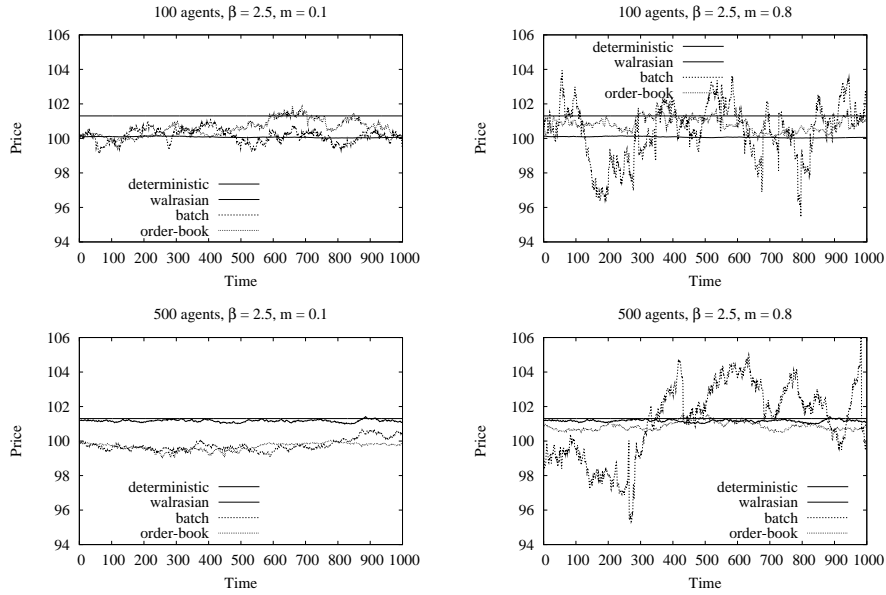 100 agents, β = 2.5, m = 0.1
106
104
102
100
98
96
94
Price
deterministic
walrasian
batch
order-book
0 100 200 300 400 500 600 700 800 900 1000
Time
100 agents, β = 2.5, m = 0.8
106
104
102
100
98
96
94
Price
deterministic
walrasian
batch
order-book
0 100 200 300 400 500 600 700 800 900 1000
Time
500 agents, β = 2.5, m = 0.1
106
104
102
100
98
96
94
Price
deterministic
walrasian
batch
order-book
0 100 200 300 400 500 600 700 800 900 1000
Time
500 agents, β = 2.5, m = 0.8
106
104
102
100
98
96
94
Price
deterministic
walrasian
batch
order-book
0 100 200 300 400 500 600 700 800 900 1000
Time